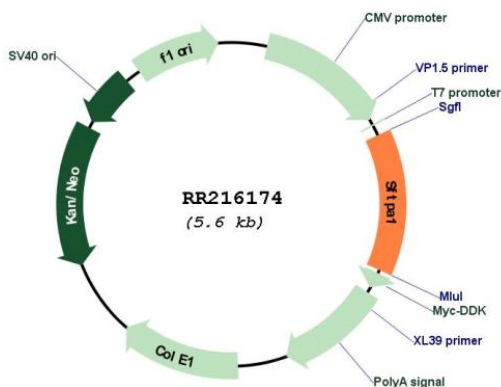 CMV promoter
VP1.5 primer
T7 promoter
SgfI
Sftpa1
MluI
Myc-DDK
XL39 primer
PolyA signal
Col E1
Kan/Neo
SV40 ori
f1 ori
RR216174
(5.6 kb)